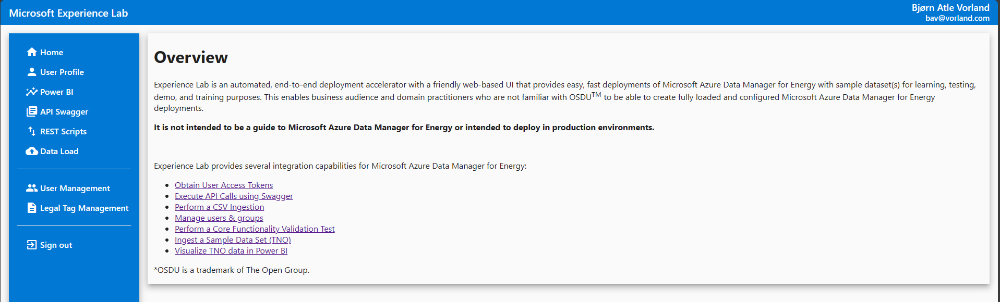 Microsoft Experience Lab
Bjørn Atle Vorland
bav@vorland.com
Home
User Profile
Power BI
API Swagger
REST Scripts
Data Load
User Management
Legal Tag Management
Sign out
Overview
Experience Lab is an automated, end-to-end deployment accelerator with a friendly web-based UI that provides easy, fast deployments of Microsoft Azure Data Manager for Energy with sample dataset(s) for learning, testing,
demo, and training purposes. This enables business audience and domain practitioners who are not familiar with OSDU™ to be able to create fully loaded and configured Microsoft Azure Data Manager for Energy
deployments.
It is not intended to be a guide to Microsoft Azure Data Manager for Energy or intended to deploy in production environments.
Experience Lab provides several integration capabilities for Microsoft Azure Data Manager for Energy:
• Obtain User Access Tokens
• Execute API Calls using Swagger
• Perform a CSV Ingestion
• Manage users & groups
• Perform a Core Functionality Validation Test
• Ingest a Sample Data Set (TNO)
• Visualize TNO data in Power BI
*OSDU is a trademark of The Open Group.